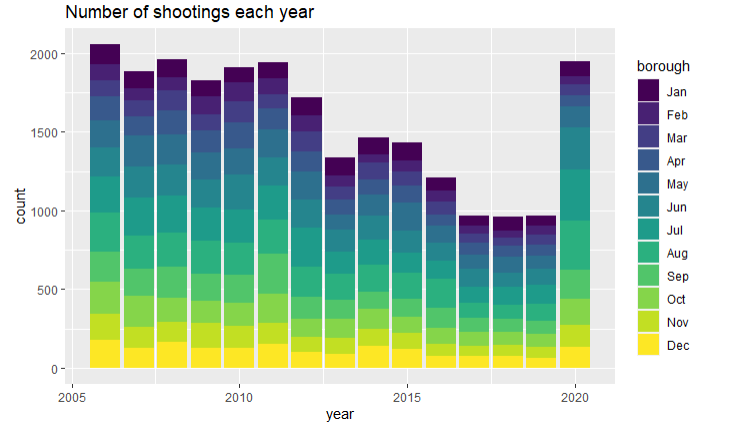 Number of shootings each year
2000
1500
1000
500
0
count
2005
2010
2015
2020
year
borough
Jan
Feb
Mar
Apr
May
Jun
Jul
Aug
Sep
Oct
Nov
Dec